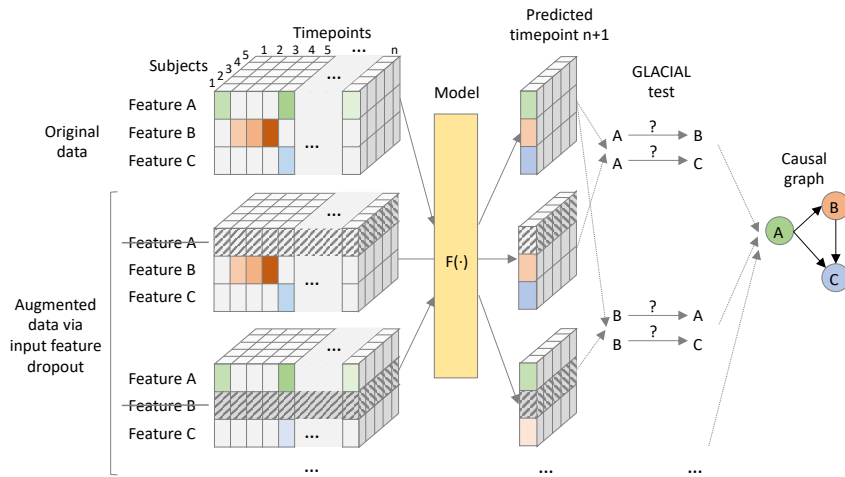 Predicted
timepoint n+1
Timepoints
Subjects
1 2 3 4 5
1 2 3 4 5 ... n
GLACIAL
test
Model
Original
data
Feature A
Feature B
Feature C
...
...
A ? B
A ? C
Causal
graph
A
B
C
Feature A
Feature B
Feature C
...
...
F(·)
Augmented
data via
input feature
dropout
B ? A
B ? C
Feature A
Feature B
Feature C
...
...
...
...
...